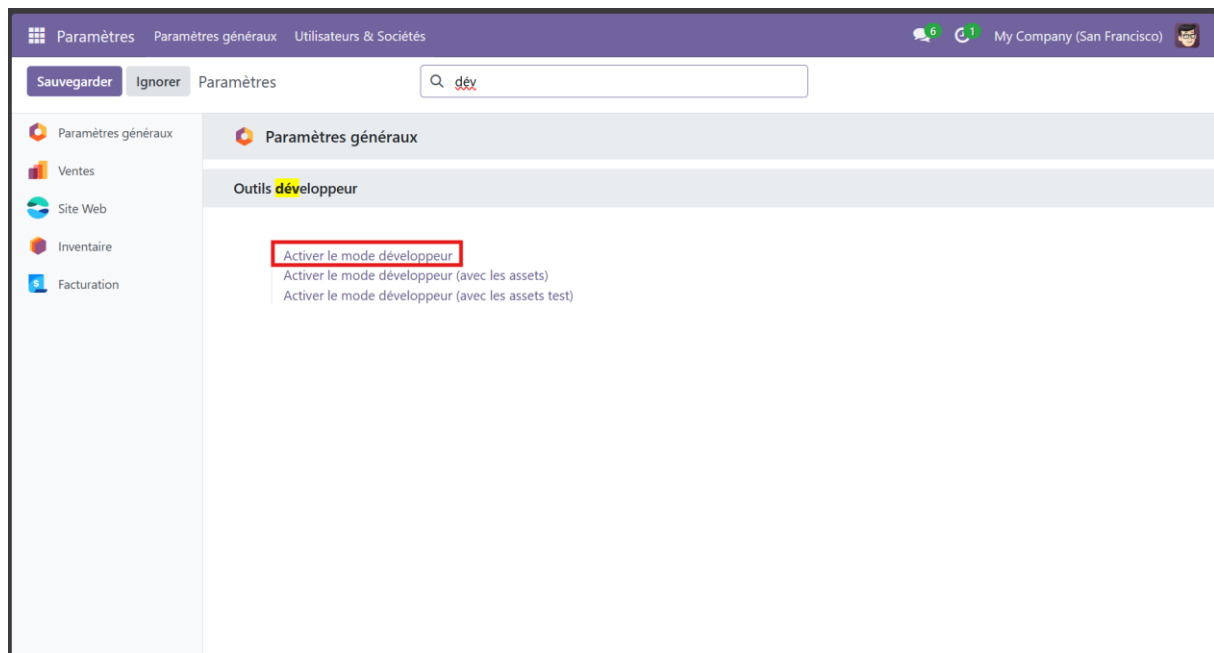 Paramètres Paramètres généraux Utilisateurs & Sociétés 6 1 My Company (San Francisco)
Sauvegarder Ignorer Paramètres dév
Paramètres généraux
Ventes
Site Web
Inventaire
Facturation
Paramètres généraux
Outils développeur
Activer le mode développeur
Activer le mode développeur (avec les assets)
Activer le mode développeur (avec les assets test)